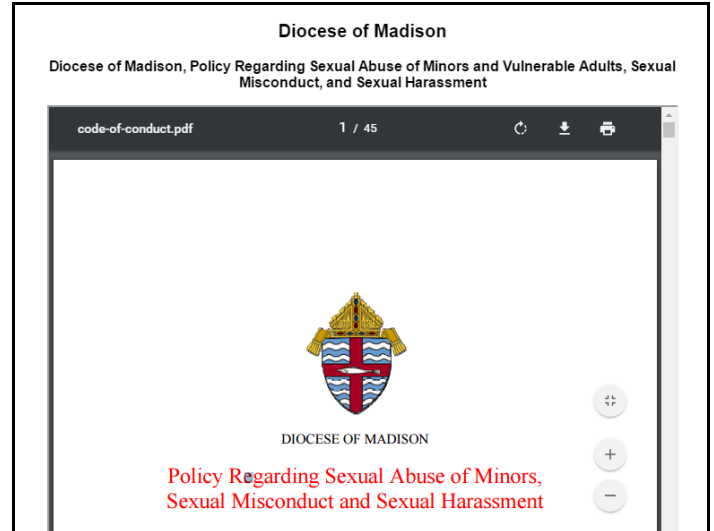 Diocese of Madison
Diocese of Madison, Policy Regarding Sexual Abuse of Minors and Vulnerable Adults, Sexual
Misconduct, and Sexual Harassment
code-of-conduct.pdf 1 / 45
DIOCESE OF MADISON
Policy Regarding Sexual Abuse of Minors,
Sexual Misconduct and Sexual Harassment